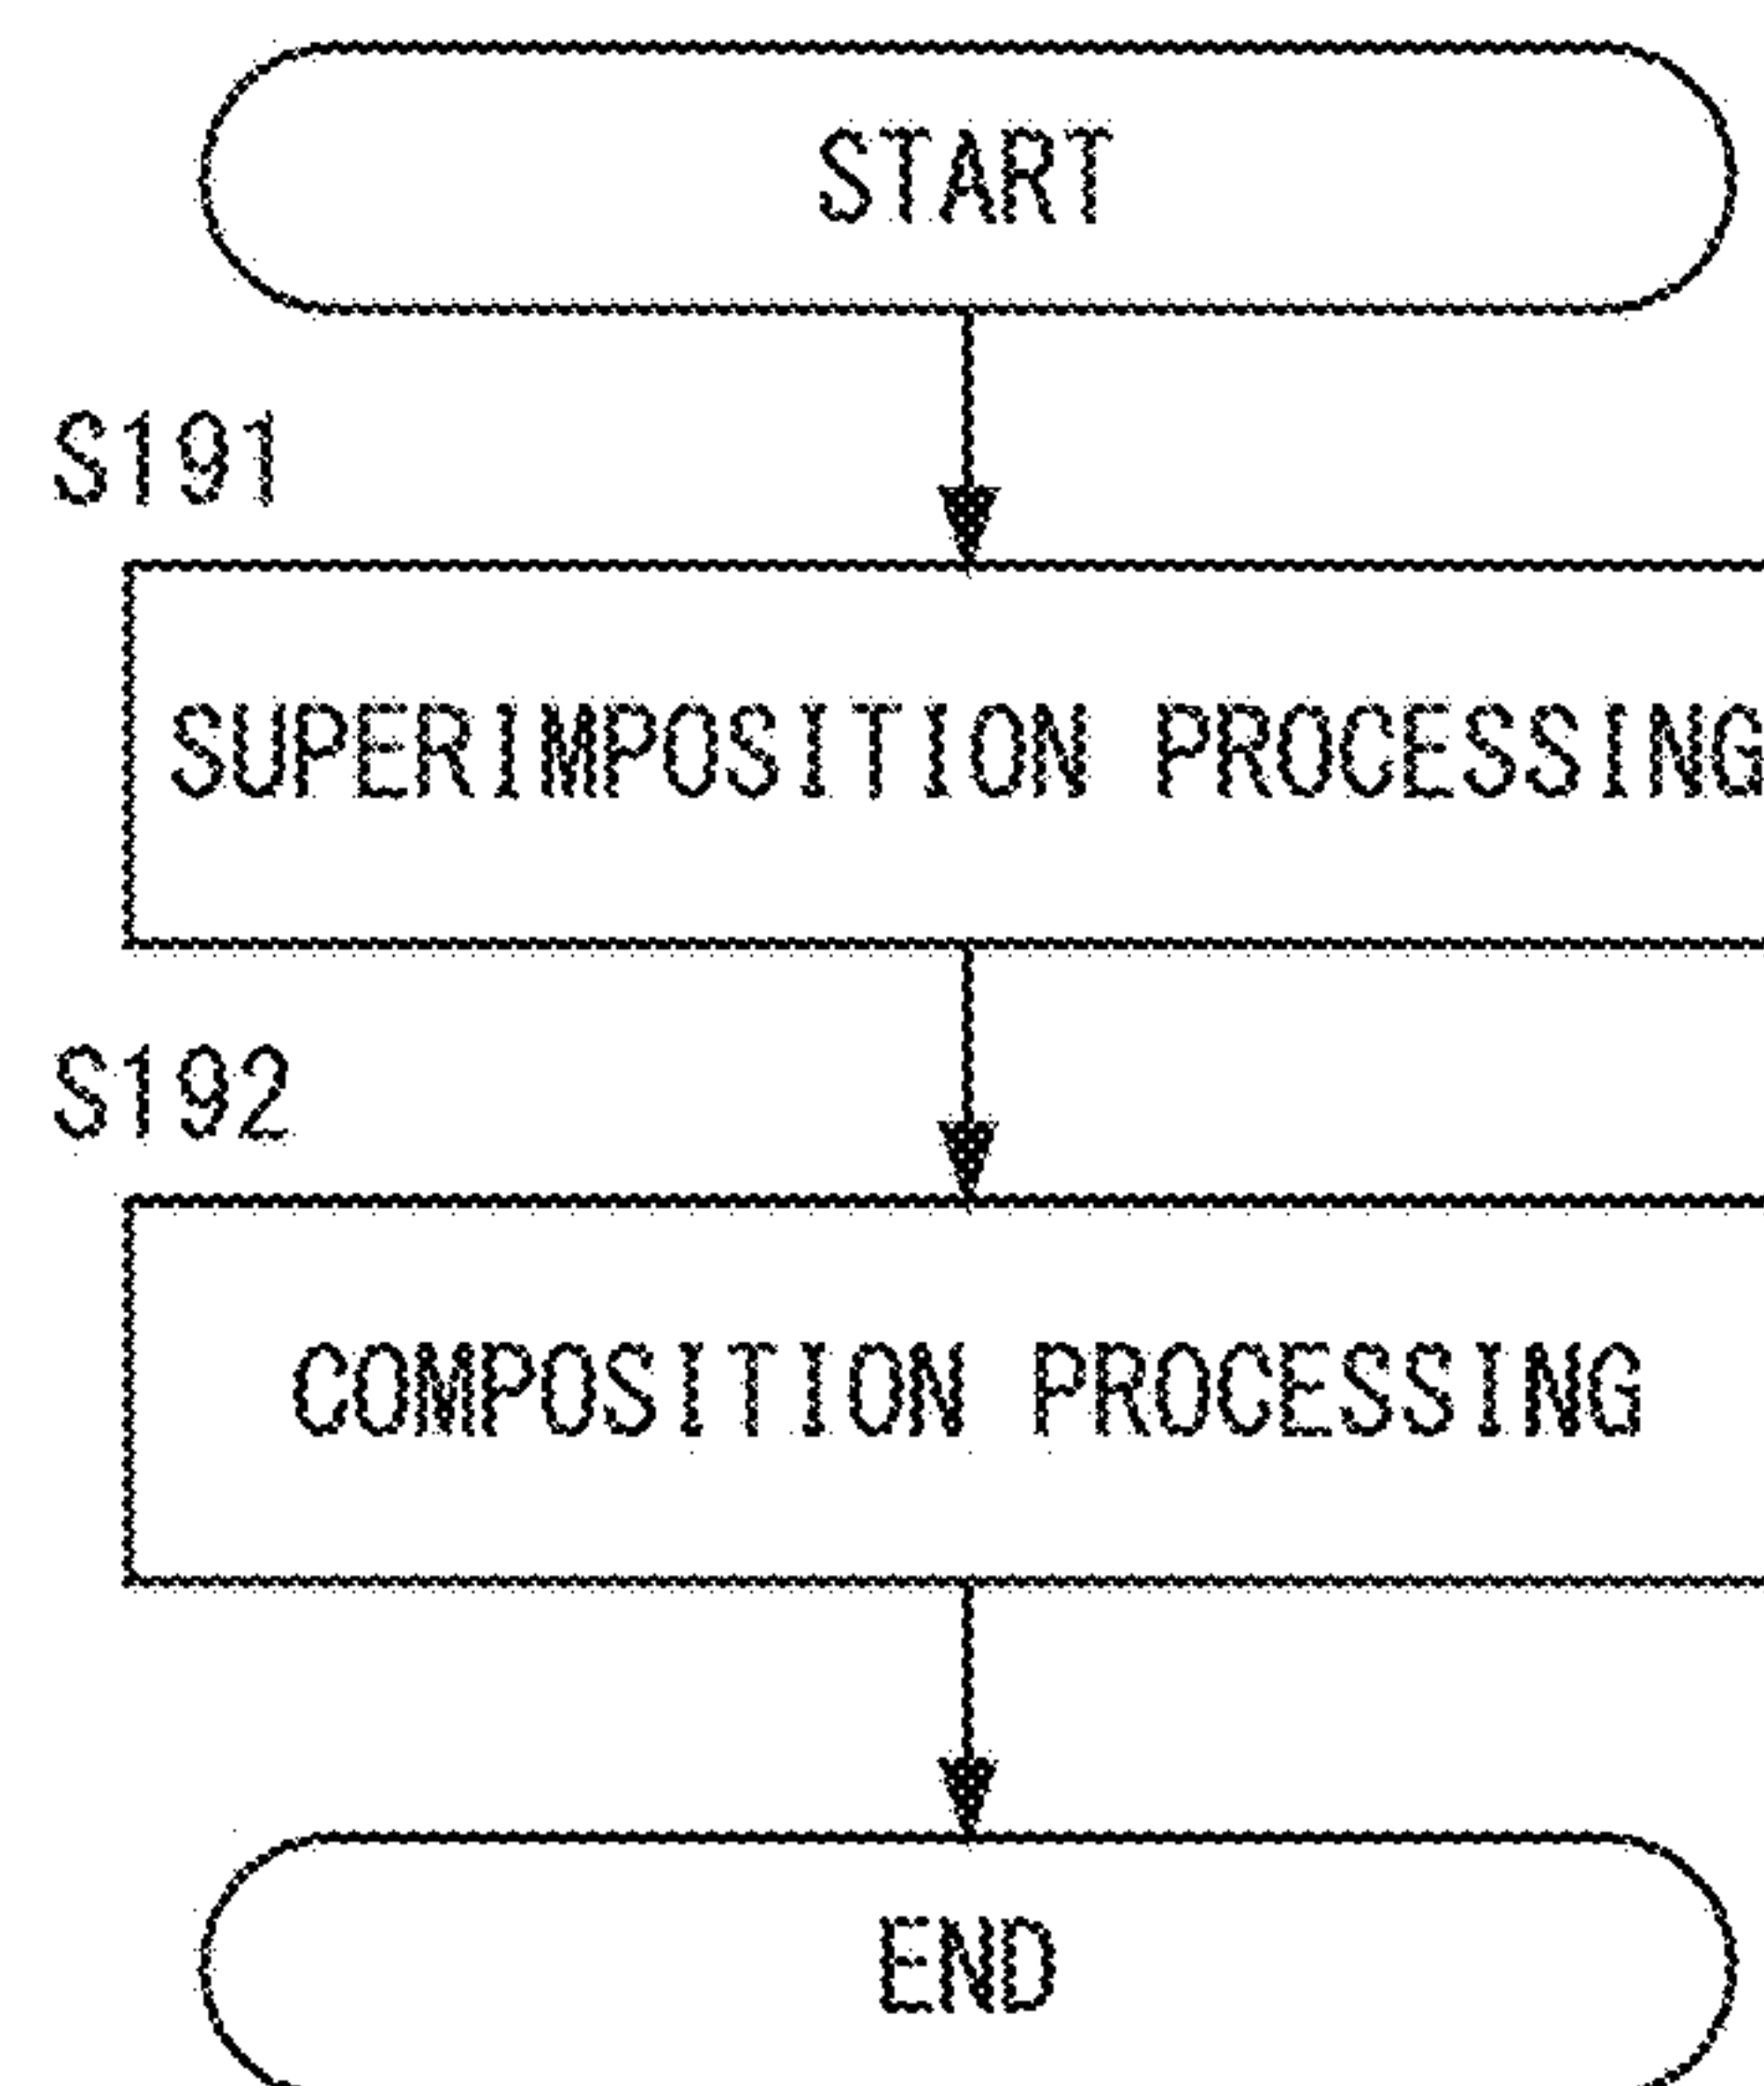 START
S191
SUPERIMPOSITION PROCESSING
S192
COMPOSITION PROCESSING
END